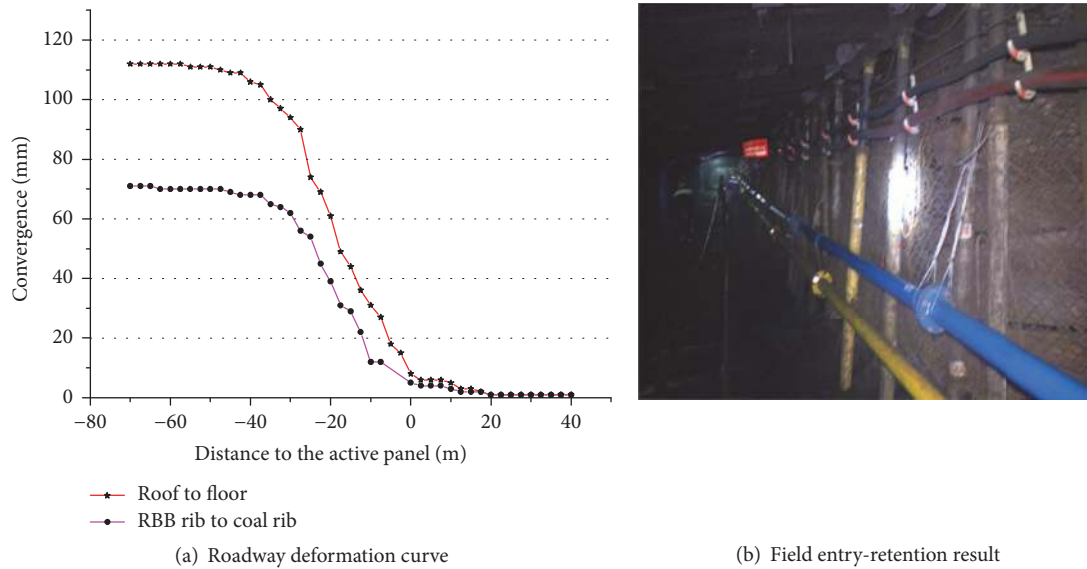 Convergence (mm)
120
100
80
60
40
20
0
−80 −60 −40 −20 0 20 40
Distance to the active panel (m)
Roof to floor
RBB rib to coal rib
(a) Roadway deformation curve
(b) Field entry-retention result